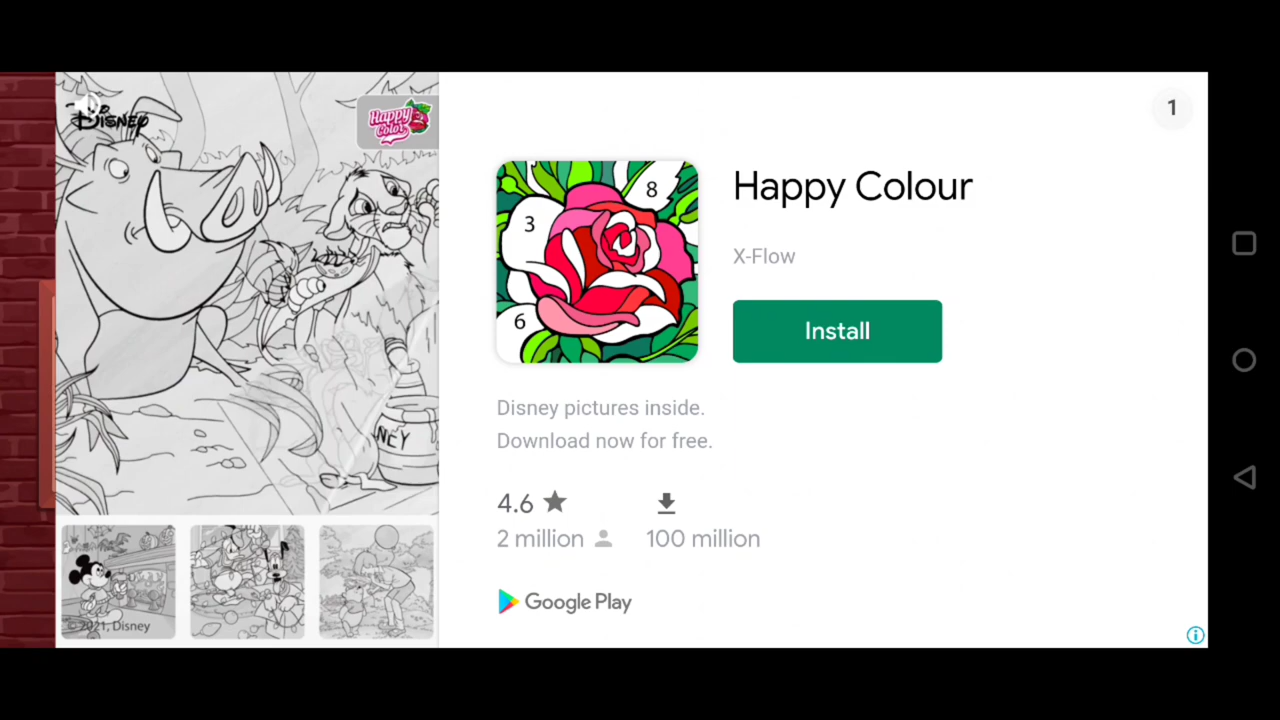 Disney
Happy
Color
NEY
© 2021, Disney
1
8
3
6
Happy Colour
X-Flow
Install
Disney pictures inside.
Download now for free.
4.6
2 million
100 million
Google Play